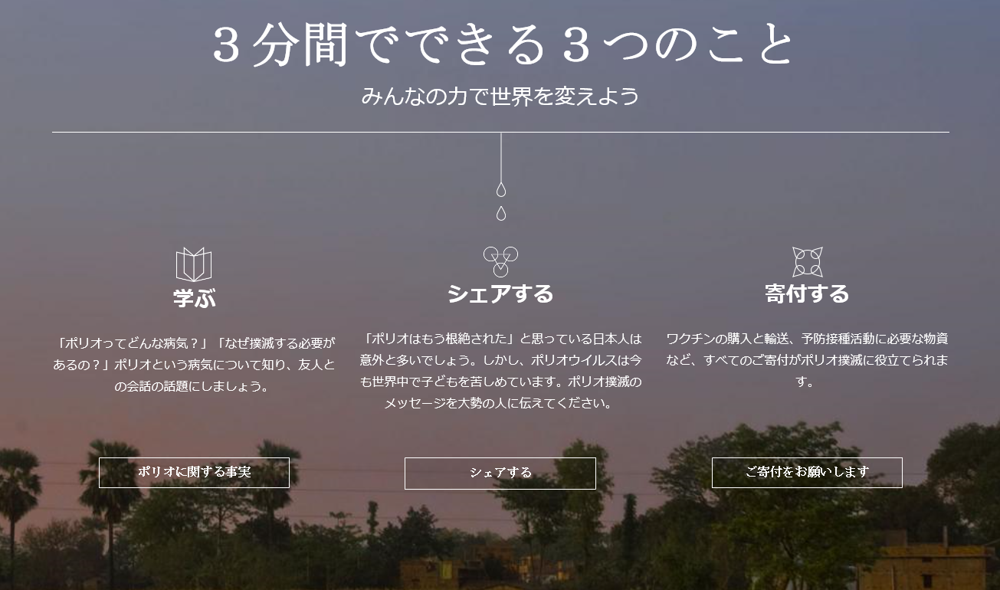 ３分間でできる３つのこと
みんなの力で世界を変えよう
学ぶ
「ポリオってどんな病気？」「なぜ撲滅する必要が
あるの？」ポリオという病気について知り、友人と
の会話の話題にしましょう。
ポリオに関する事実
シェアする
「ポリオはもう根絶された」と思っている日本人は
意外と多いでしょう。しかし、ポリオウイルスは今
も世界中で子どもを苦しめています。ポリオ撲滅の
メッセージを大勢の人に伝えてください。
シェアする
寄付する
ワクチンの購入と輸送、予防接種活動に必要な物資
など、すべてのご寄付がポリオ撲滅に役立てられま
す。
ご寄付をお願いします